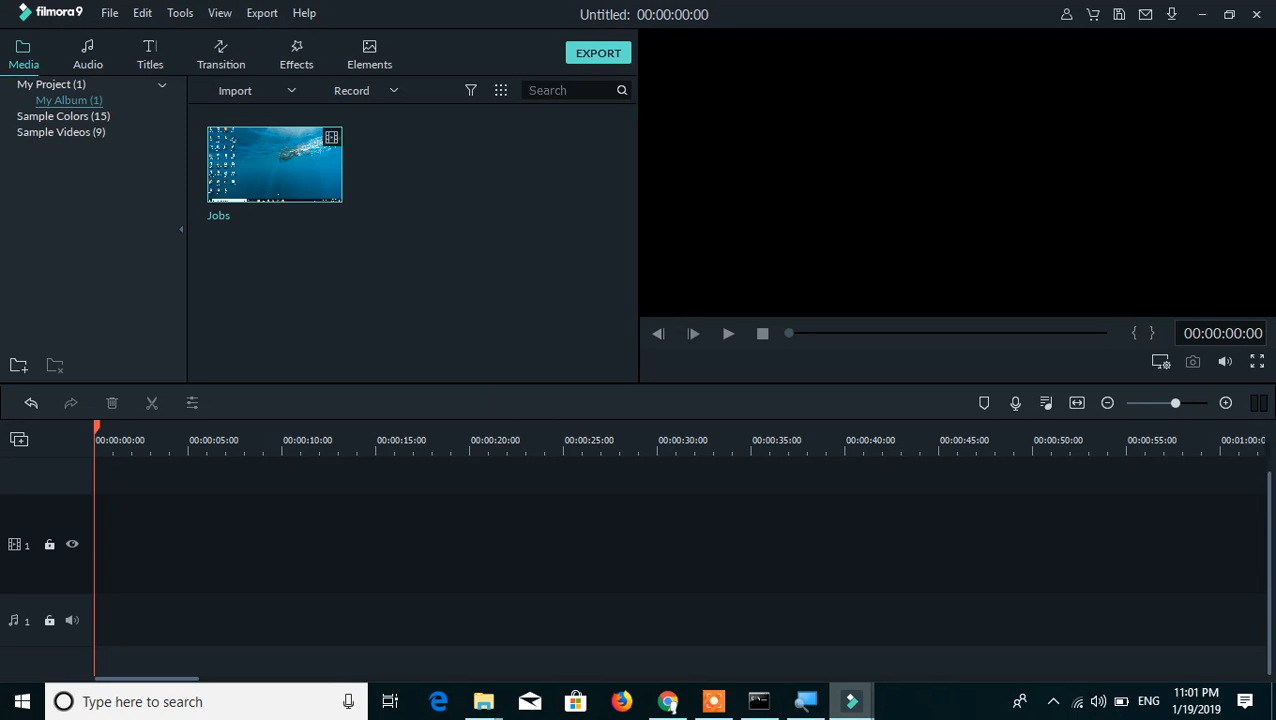 filmora9 File Edit Tools View Export Help Untitled: 00:00:00:00
Media Audio Titles Transition Effects Elements EXPORT
My Project (1)
My Album (1)
Sample Colors (15)
Sample Videos (9)
Import Record Search
Jobs
{ } 00:00:00:00
00:00:00:00 00:00:05:00 00:00:10:00 00:00:15:00 00:00:20:00 00:00:25:00 00:00:30:00 00:00:35:00 00:00:40:00 00:00:45:00 00:00:50:00 00:00:55:00 00:01:00:0
1
1
Type here to search ENG 11:01 PM
1/19/2019